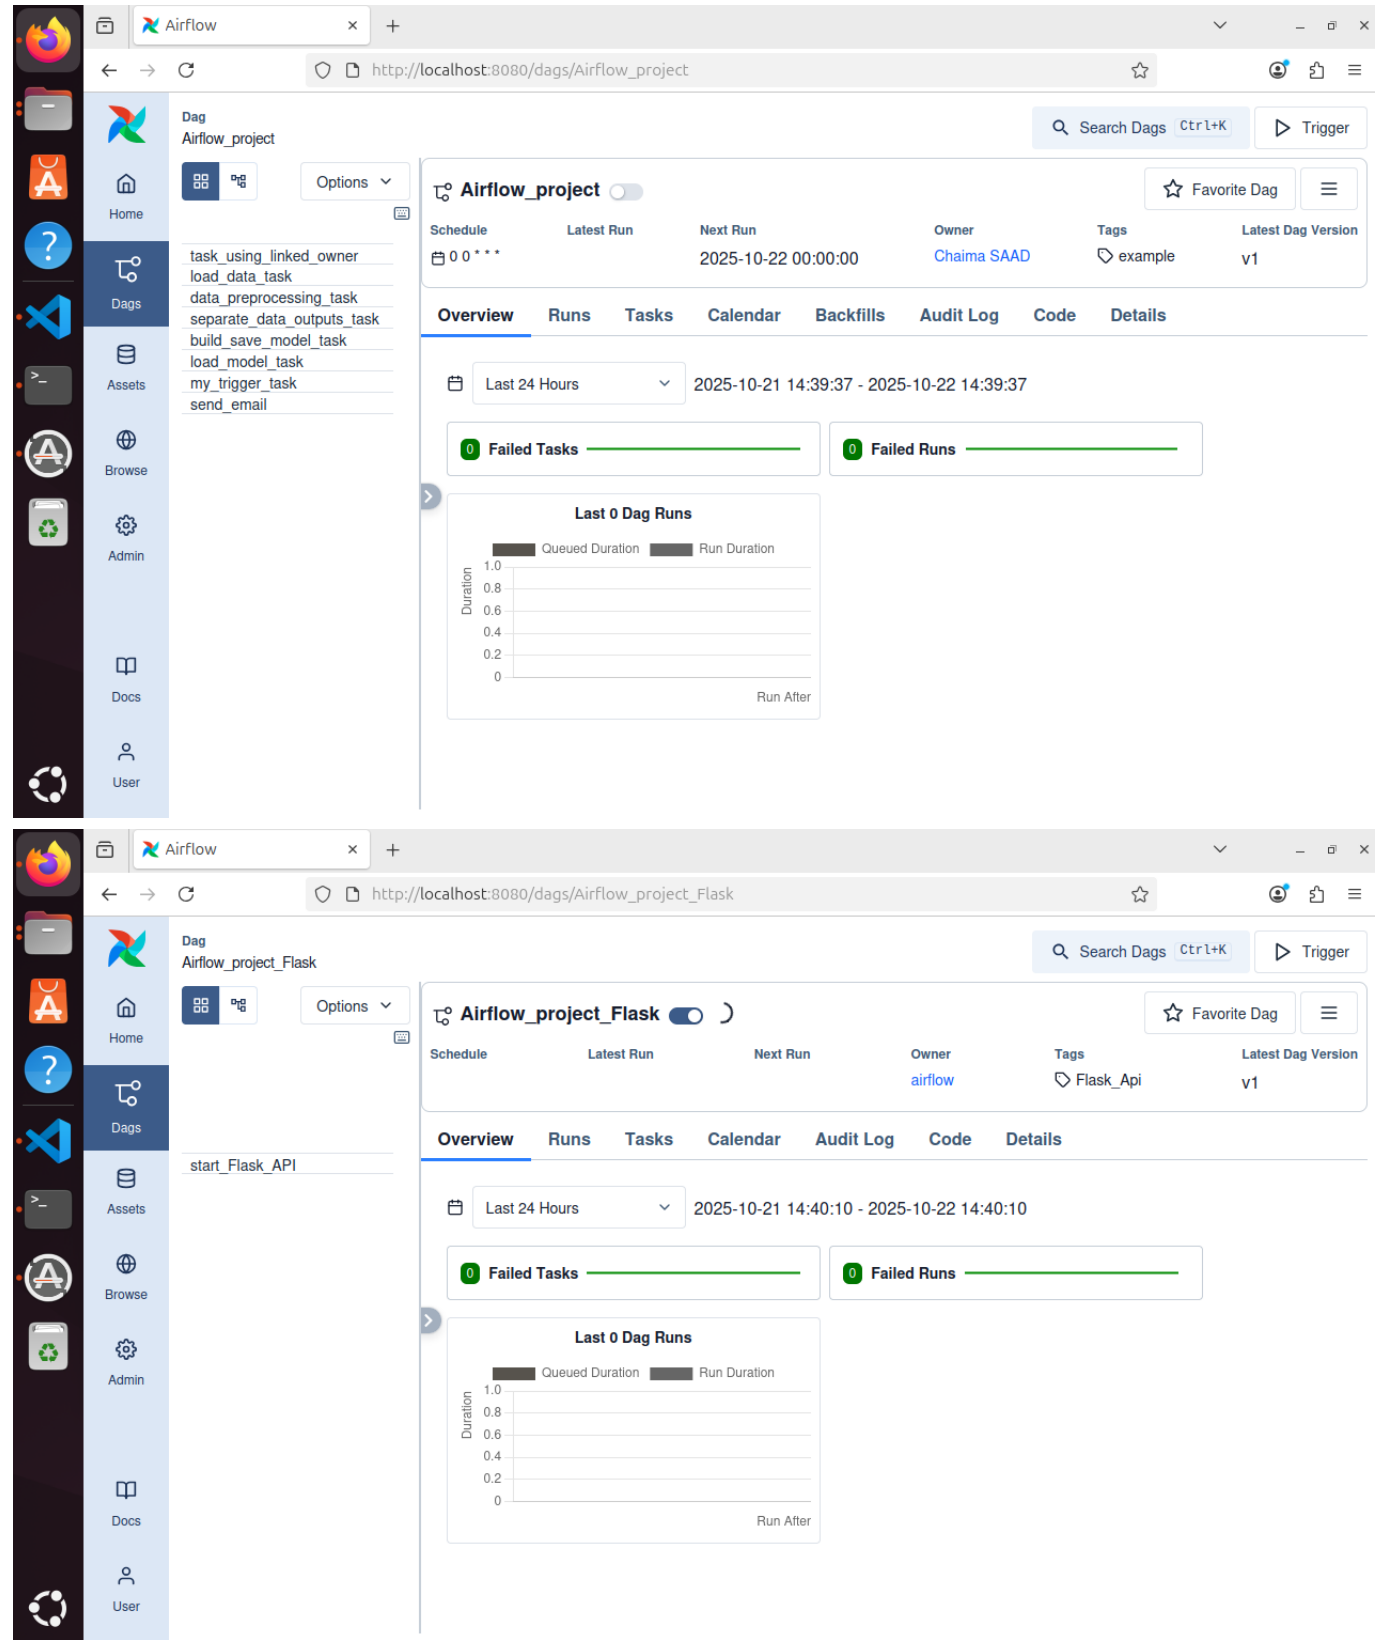 Airflow
http://localhost:8080/dags/Airflow_project
Dag
Airflow_project
Search Dags Ctrl+K
Trigger
Home
Dags
Assets
Browse
Admin
Docs
User
Options
task_using_linked_owner
load_data_task
data_preprocessing_task
separate_data_outputs_task
build_save_model_task
load_model_task
my_trigger_task
send_email
Airflow_project
Favorite Dag
Schedule Latest Run Next Run Owner Tags Latest Dag Version
0 0 * * * 2025-10-22 00:00:00 Chaima SAAD example v1
Overview Runs Tasks Calendar Backfills Audit Log Code Details
Last 24 Hours 2025-10-21 14:39:37 - 2025-10-22 14:39:37
0 Failed Tasks 0 Failed Runs
Last 0 Dag Runs
Queued Duration Run Duration
Duration
1.0
0.8
0.6
0.4
0.2
0
Run After
Airflow
http://localhost:8080/dags/Airflow_project_Flask
Dag
Airflow_project_Flask
Search Dags Ctrl+K
Trigger
Home
Dags
Assets
Browse
Admin
Docs
User
Options
start_Flask_API
Airflow_project_Flask
Favorite Dag
Schedule Latest Run Next Run Owner Tags Latest Dag Version
airflow Flask_Api v1
Overview Runs Tasks Calendar Audit Log Code Details
Last 24 Hours 2025-10-21 14:40:10 - 2025-10-22 14:40:10
0 Failed Tasks 0 Failed Runs
Last 0 Dag Runs
Queued Duration Run Duration
Duration
1.0
0.8
0.6
0.4
0.2
0
Run After